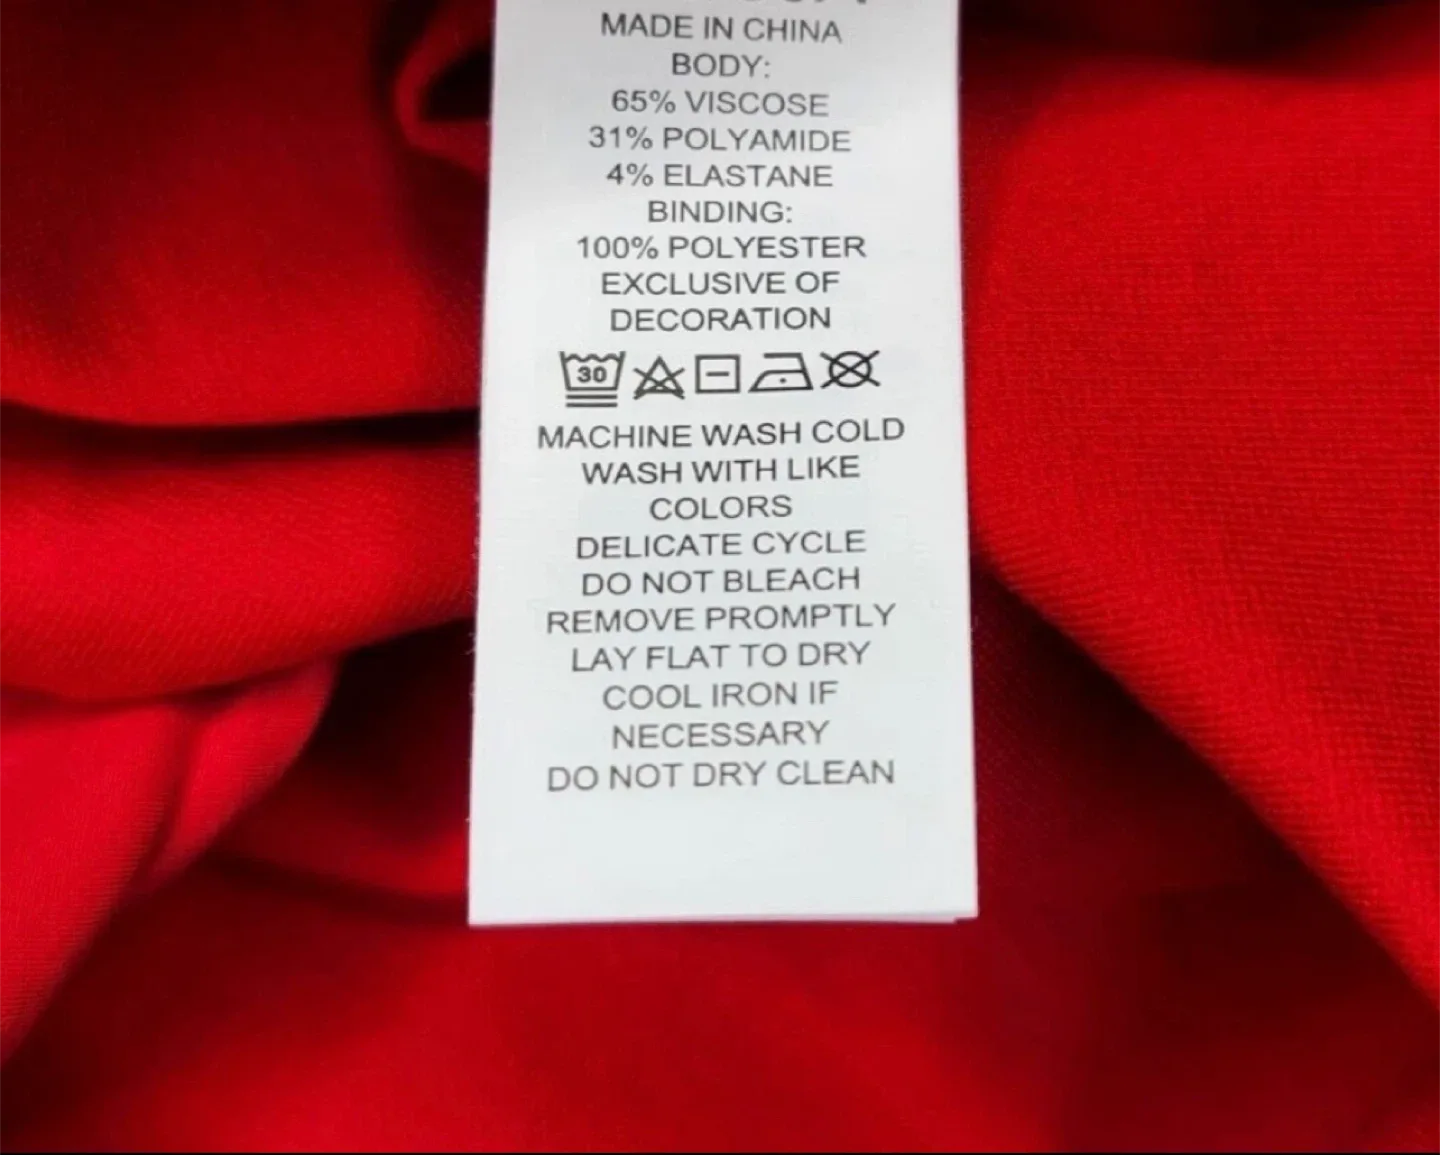 MADE IN CHINA
BODY:
65% VISCOSE
31% POLYAMIDE
4% ELASTANE
BINDING:
100% POLYESTER
EXCLUSIVE OF
DECORATION
30
MACHINE WASH COLD
WASH WITH LIKE
COLORS
DELICATE CYCLE
DO NOT BLEACH
REMOVE PROMPTLY
LAY FLAT TO DRY
COOL IRON IF
NECESSARY
DO NOT DRY CLEAN